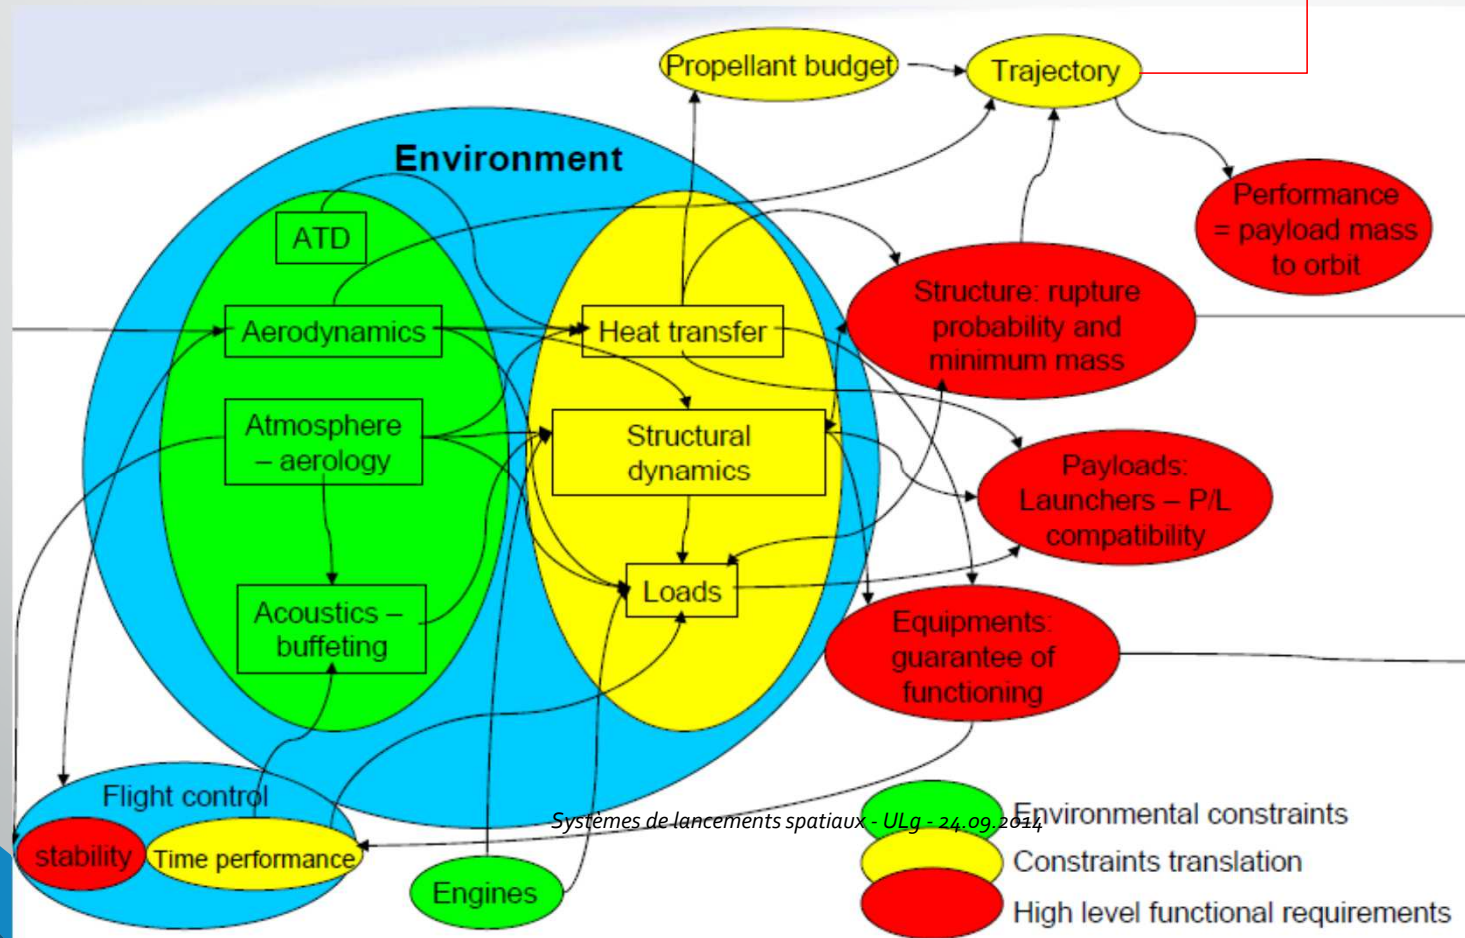 Propellant budget
Trajectory
Environment
Performance
= payload mass
to orbit
ATD
Structure: rupture
probability and
minimum mass
Aerodynamics
Heat transfer
Atmosphere
– aerology
Structural
dynamics
Payloads:
Launchers – P/L
compatibility
Acoustics –
buffeting
Loads
Equipments:
guarantee of
functioning
Flight control
stability
Time performance
Engines
Systèmes de lancements spatiaux - ULg - 24.09.2014
Environmental constraints
Constraints translation
High level functional requirements